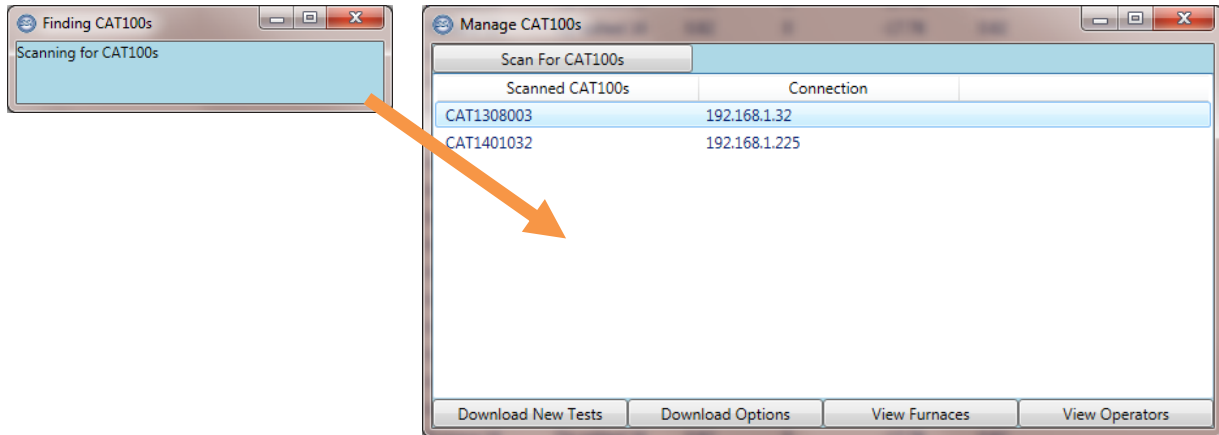 Finding CAT100s
Scanning for CAT100s
Manage CAT100s
Scan For CAT100s
Scanned CAT100s Connection
CAT1308003 192.168.1.32
CAT1401032 192.168.1.225
Download New Tests Download Options View Furnaces View Operators